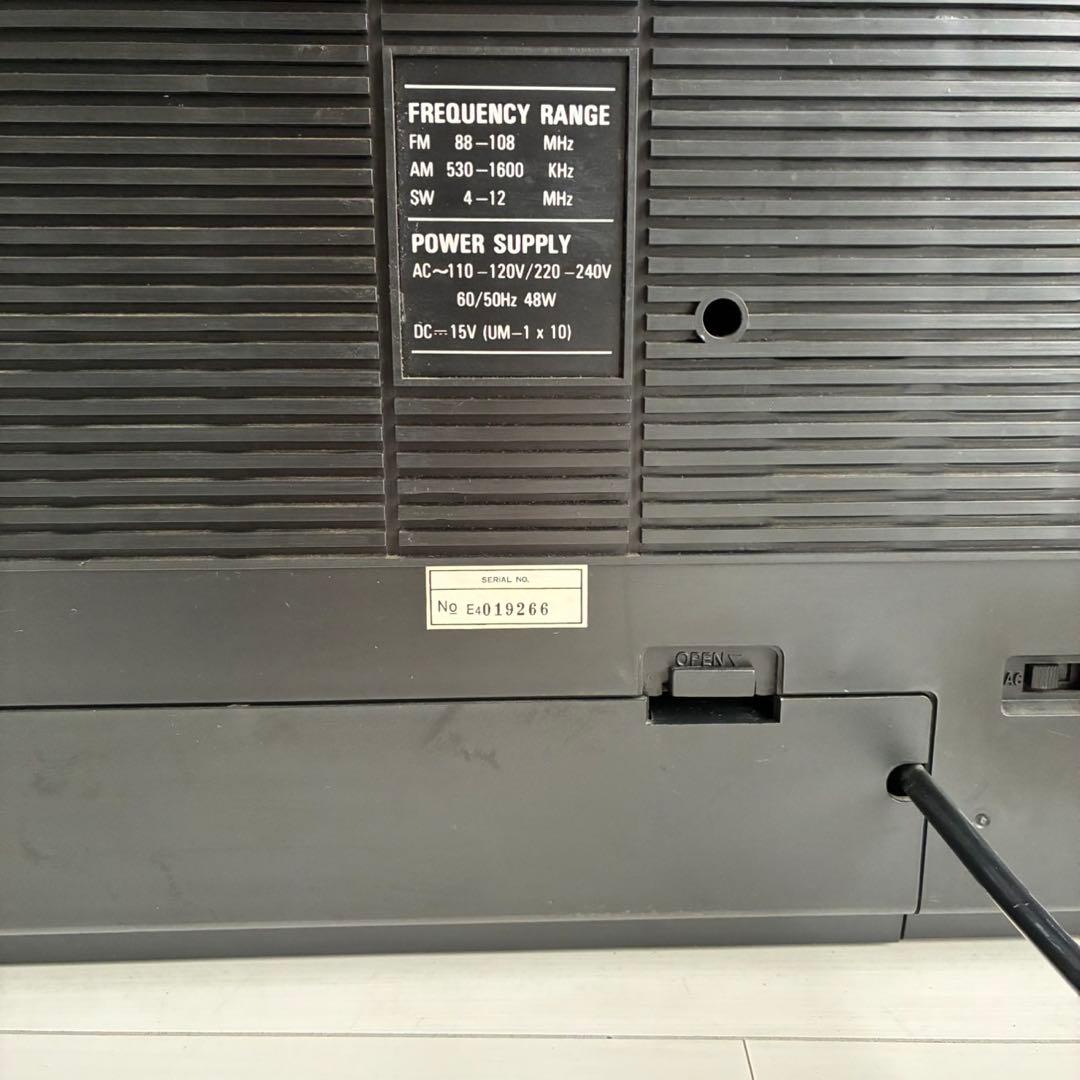 FREQUENCY RANGE
FM 88–108 MHz
AM 530–1600 KHz
SW 4–12 MHz
POWER SUPPLY
AC～110–120V/220–240V
60/50Hz 48W
DC⎓15V (UM–1 x 10)
SERIAL NO.
No E4019266
OPEN
AC